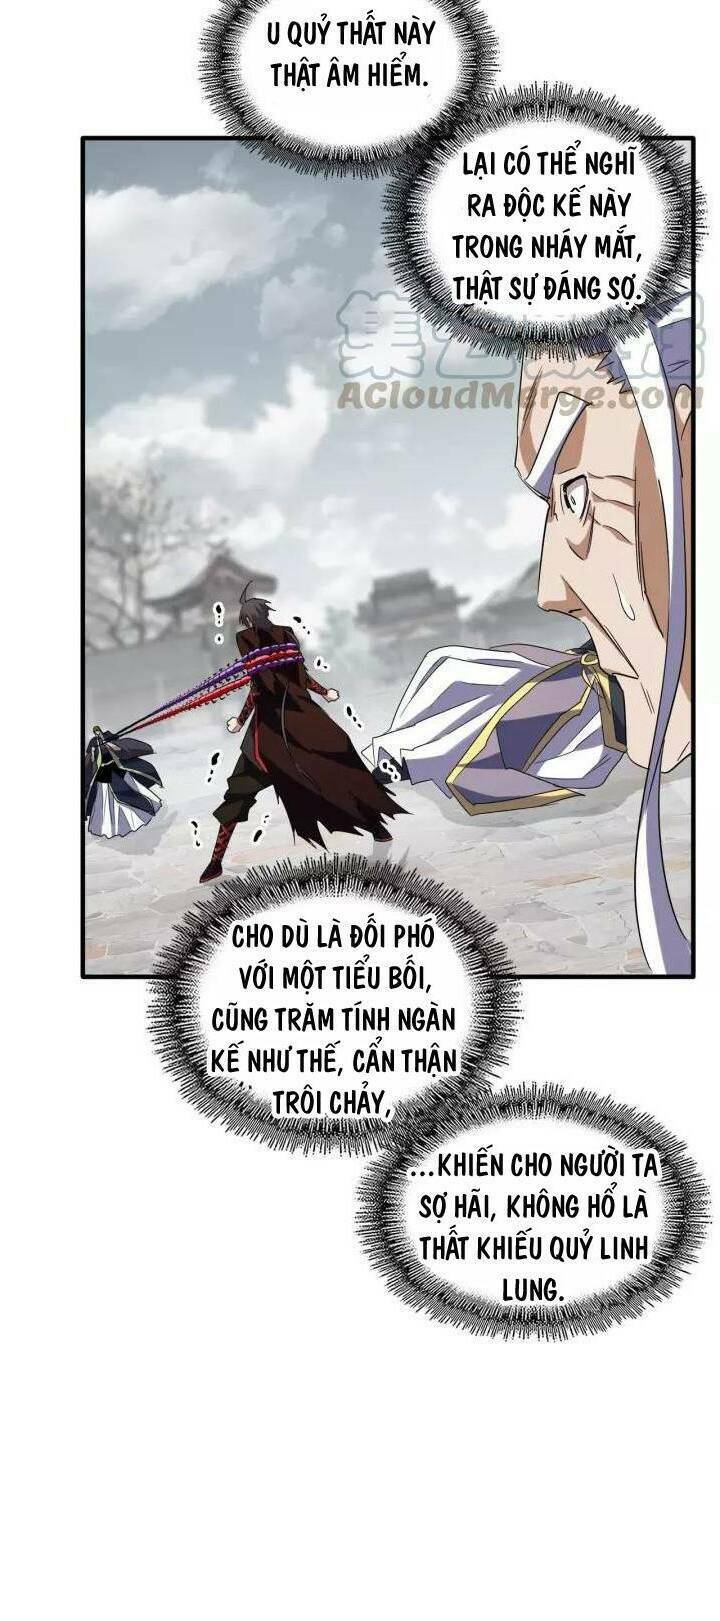 U QUỶ THẤT NÀY
THẬT ÂM HIỂM.
LẠI CÓ THỂ NGHĨ
RA ĐỘC KẾ NÀY
TRONG NHÁY MẮT,
THẬT SỰ ĐÁNG SỢ.
ACloudMerge.com
CHO DÙ LÀ ĐỐI PHÓ
VỚI MỘT TIỂU BỐI,
CŨNG TRĂM TÍNH NGÀN
KẾ NHƯ THẾ, CẨN THẬN
TRÔI CHẢY,
...KHIẾN CHO NGƯỜI TA
SỢ HÃI, KHÔNG HỔ LÀ
THẤT KHIẾU QUỶ LINH
LUNG.